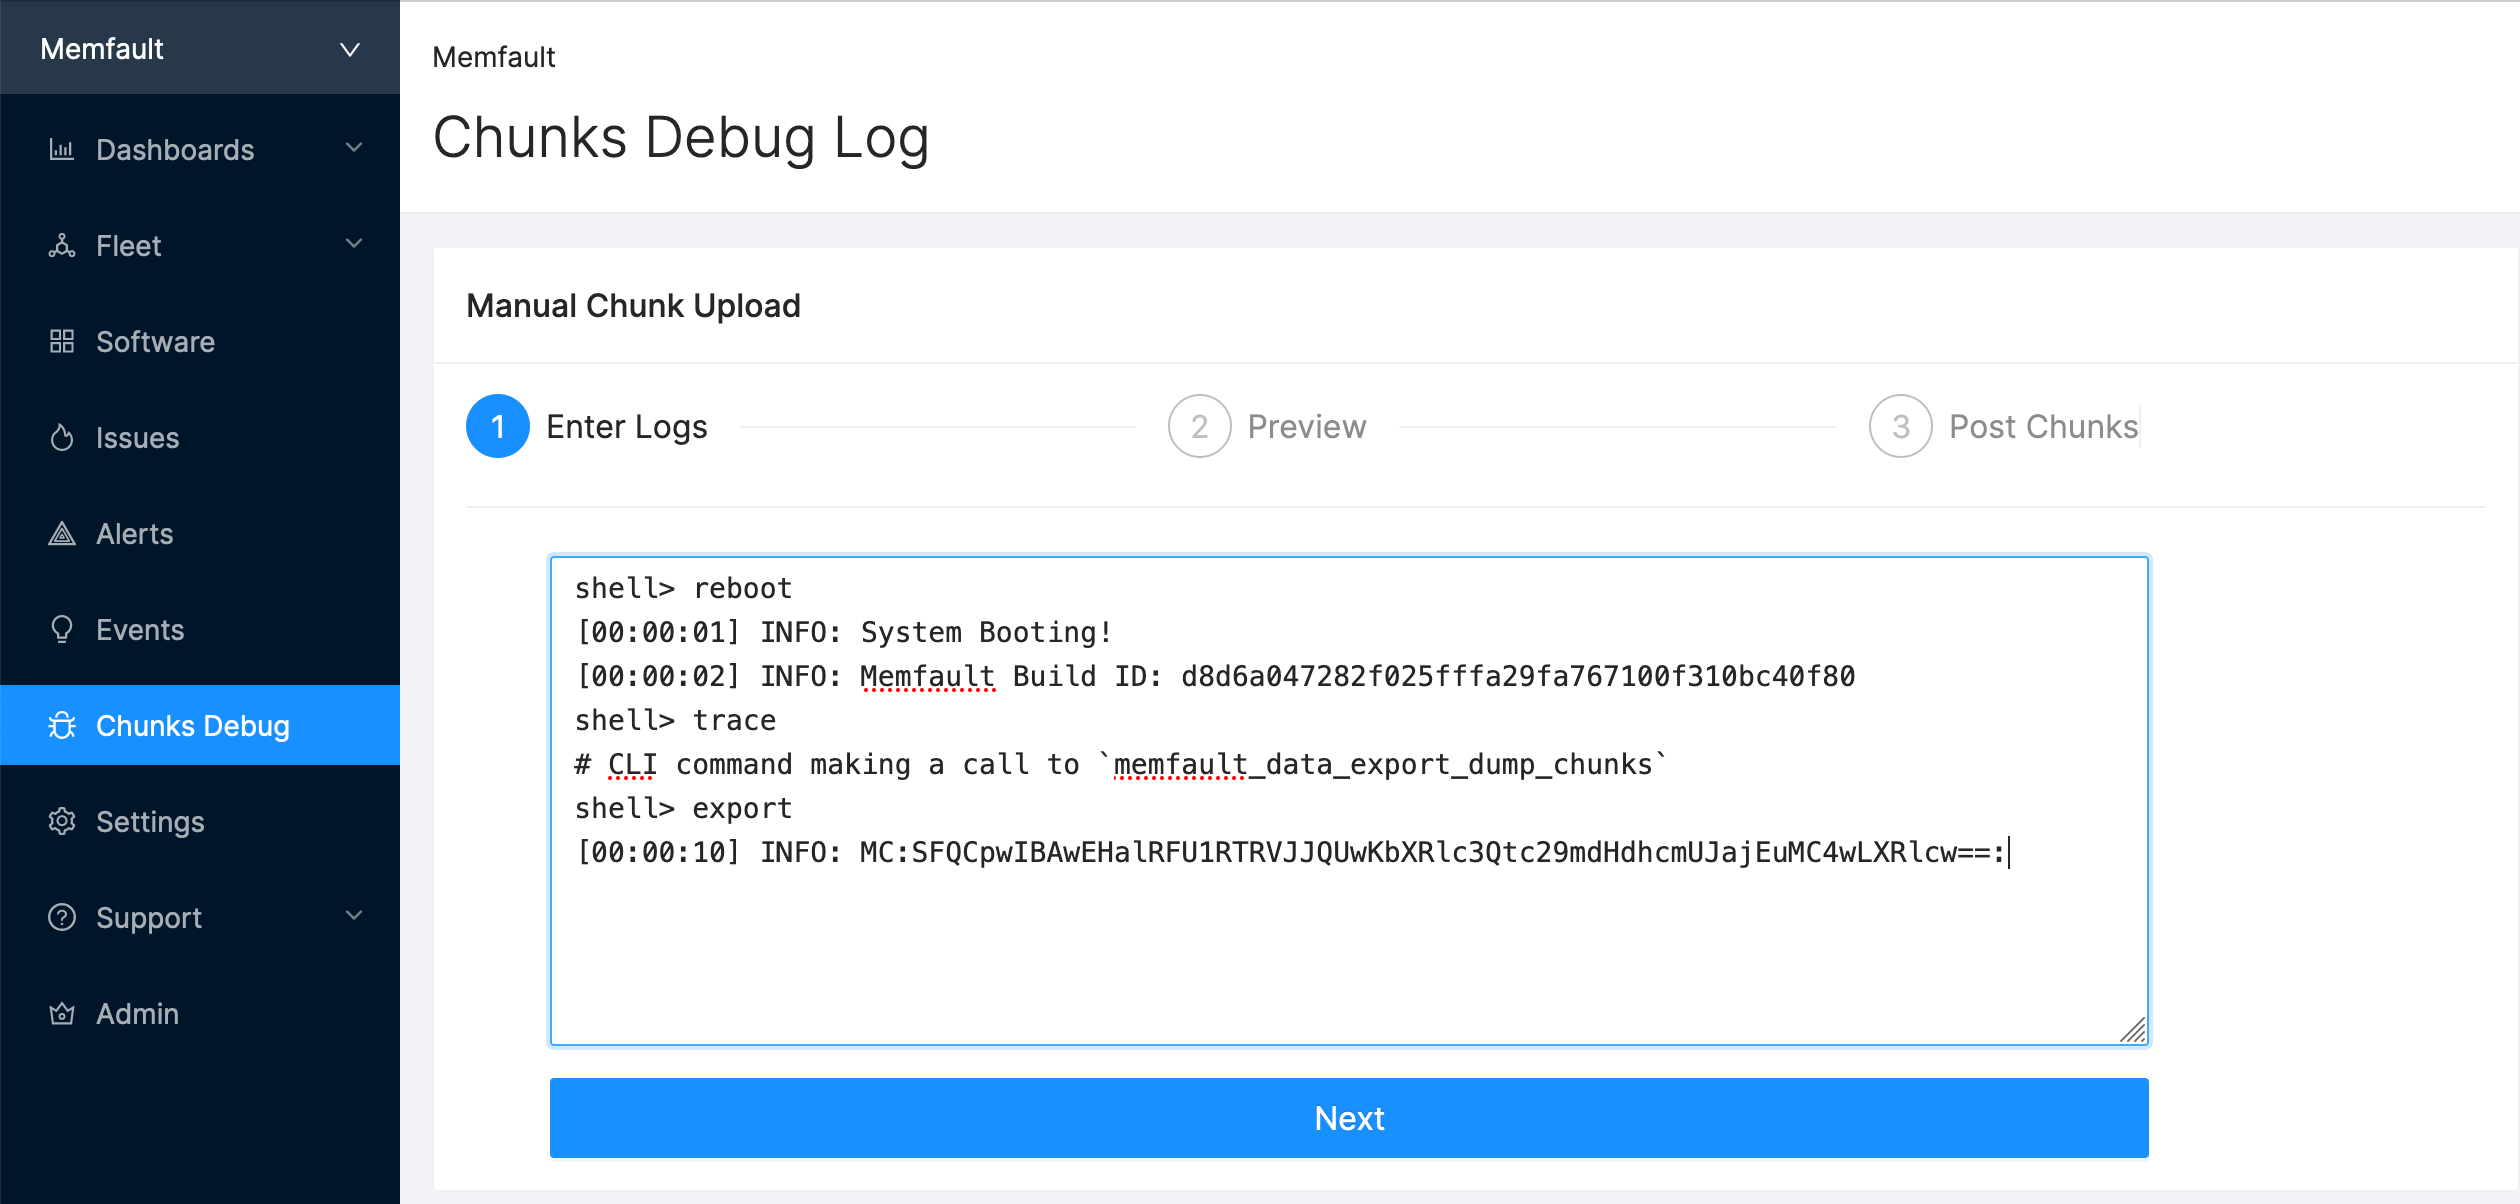 Memfault
Dashboards
Fleet
Software
Issues
Alerts
Events
Chunks Debug
Settings
Support
Admin
Memfault
Chunks Debug Log
Manual Chunk Upload
1 Enter Logs
2 Preview
3 Post Chunks
shell> reboot
[00:00:01] INFO: System Booting!
[00:00:02] INFO: Memfault Build ID: d8d6a047282f025fffa29fa767100f310bc40f80
shell> trace
# CLI command making a call to `memfault_data_export_dump_chunks`
shell> export
[00:00:10] INFO: MC:SFQCpwIBAwEHalRFU1RTRVJJQUwKbXRlc3Qtc29mdHdhcmUJajEuMC4wLXRlcw==:
Next